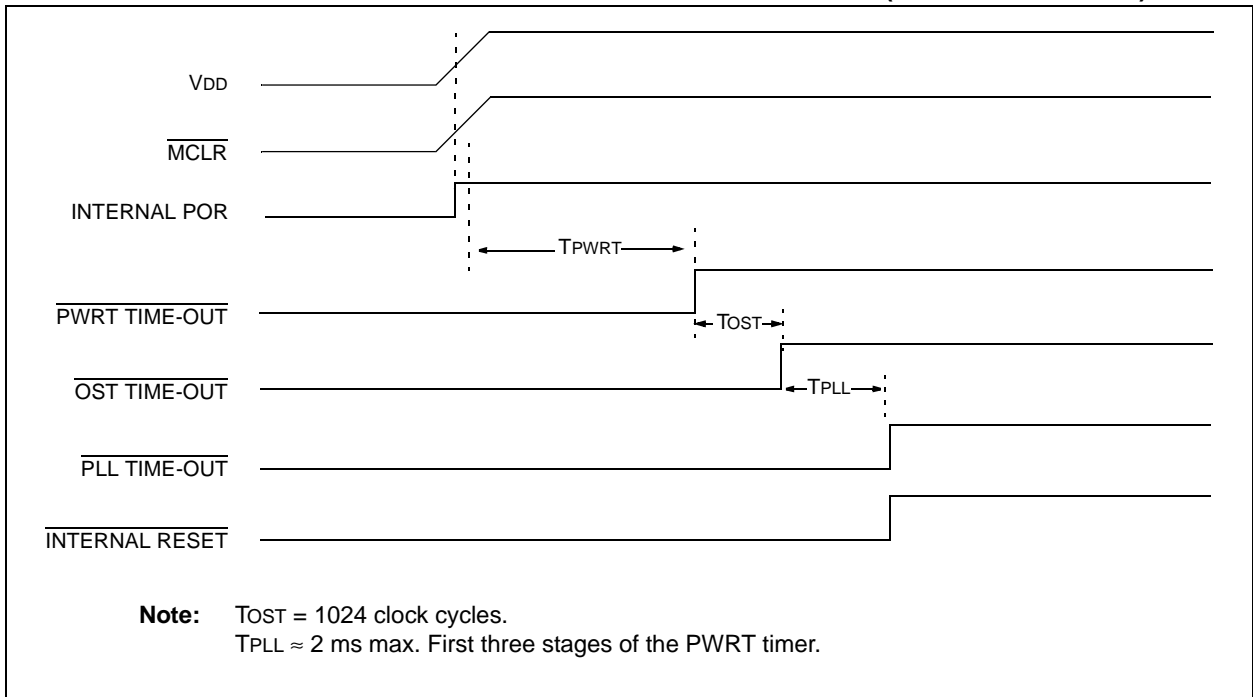 VDD
MCLR
INTERNAL POR
TPWRT
PWRT TIME-OUT
TOST
OST TIME-OUT
TPLL
PLL TIME-OUT
INTERNAL RESET
Note: TOST = 1024 clock cycles.
TPLL ≈ 2 ms max. First three stages of the PWRT timer.